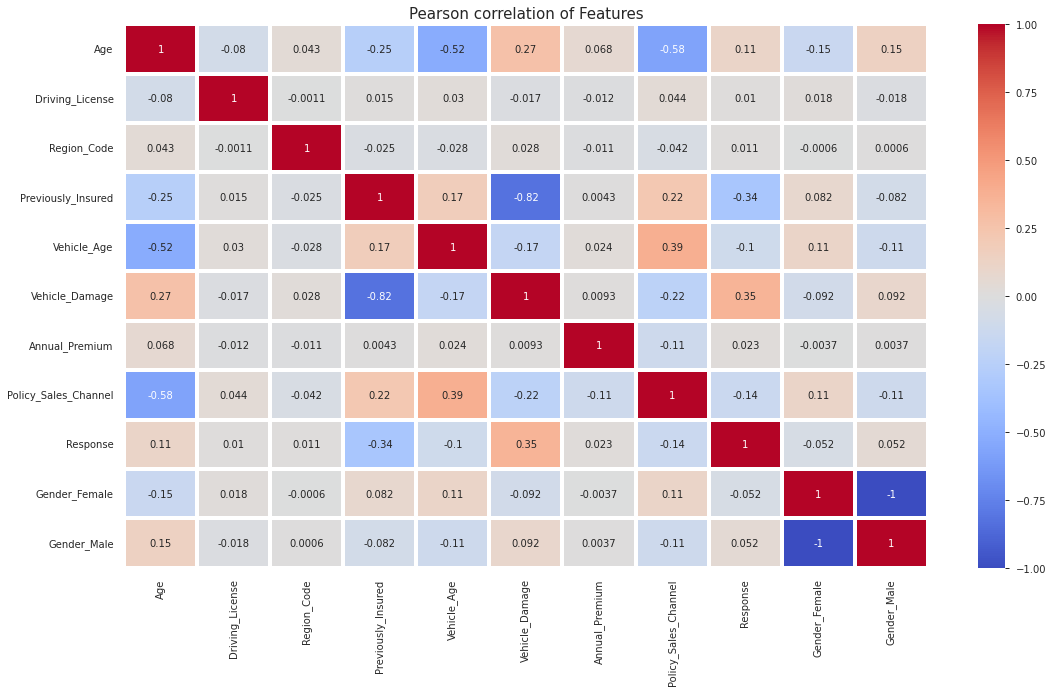 Pearson correlation of Features
Age 1 -0.08 0.043 -0.25 -0.52 0.27 0.068 -0.58 0.11 -0.15 0.15
Driving_License -0.08 1 -0.0011 0.015 0.03 -0.017 -0.012 0.044 0.01 0.018 -0.018
Region_Code 0.043 -0.0011 1 -0.025 -0.028 0.028 -0.011 -0.042 0.011 -0.0006 0.0006
Previously_Insured -0.25 0.015 -0.025 1 0.17 -0.82 0.0043 0.22 -0.34 0.082 -0.082
Vehicle_Age -0.52 0.03 -0.028 0.17 1 -0.17 0.024 0.39 -0.1 0.11 -0.11
Vehicle_Damage 0.27 -0.017 0.028 -0.82 -0.17 1 0.0093 -0.22 0.35 -0.092 0.092
Annual_Premium 0.068 -0.012 -0.011 0.0043 0.024 0.0093 1 -0.11 0.023 -0.0037 0.0037
Policy_Sales_Channel -0.58 0.044 -0.042 0.22 0.39 -0.22 -0.11 1 -0.14 0.11 -0.11
Response 0.11 0.01 0.011 -0.34 -0.1 0.35 0.023 -0.14 1 -0.052 0.052
Gender_Female -0.15 0.018 -0.0006 0.082 0.11 -0.092 -0.0037 0.11 -0.052 1 -1
Gender_Male 0.15 -0.018 0.0006 -0.082 -0.11 0.092 0.0037 -0.11 0.052 -1 1
Age
Driving_License
Region_Code
Previously_Insured
Vehicle_Age
Vehicle_Damage
Annual_Premium
Policy_Sales_Channel
Response
Gender_Female
Gender_Male
1.00
0.75
0.50
0.25
0.00
−0.25
−0.50
−0.75
−1.00